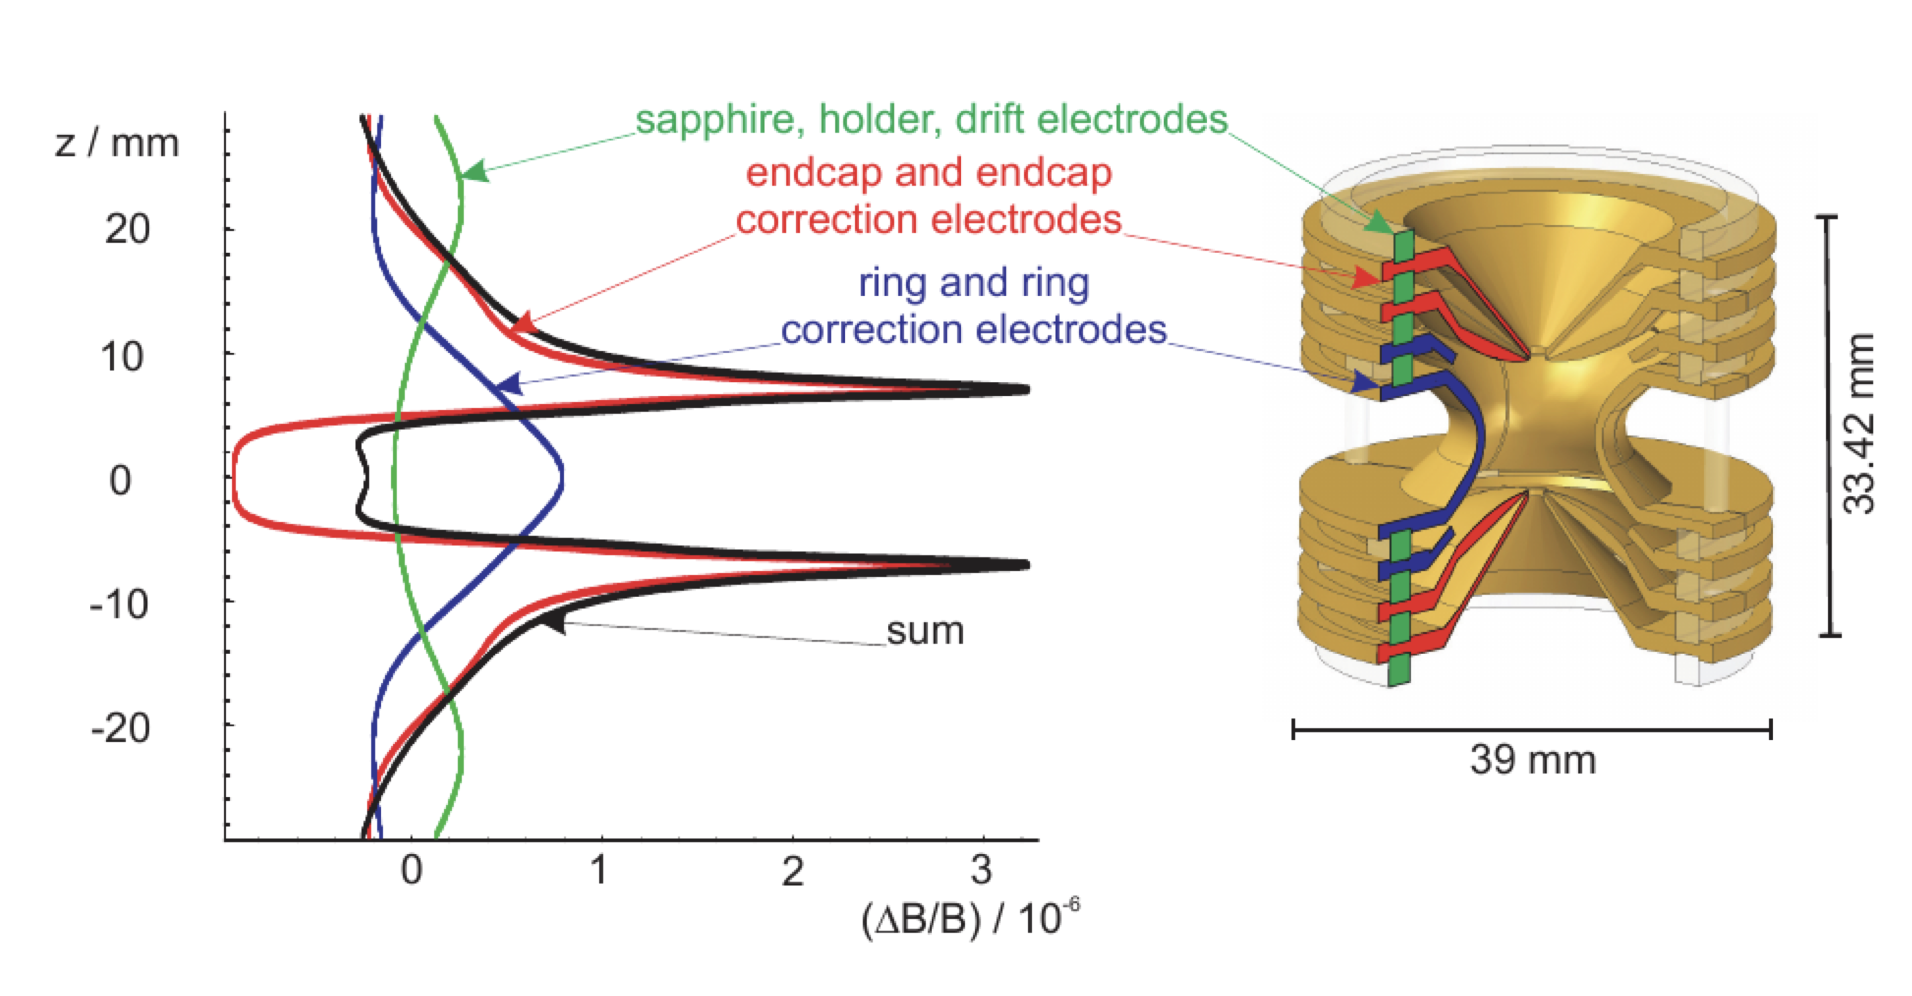 z / mm
20
10
0
-10
-20
0
1
2
3
(ΔB/B) / 10⁻⁶
sapphire, holder, drift electrodes
endcap and endcap
correction electrodes
ring and ring
correction electrodes
sum
33.42 mm
39 mm